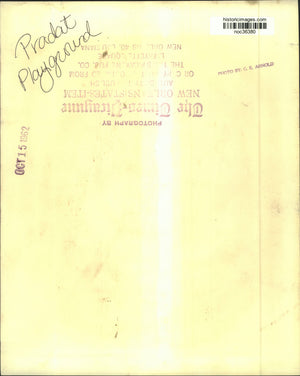 historicimages.com
noc36380
Pradat
Playground.
PHOTO BY: C. E. ARNOLD
OCT 15 1962
PHOTOGRAPH BY
The Times-Picayune
NEW ORLEANS STATES-ITEM